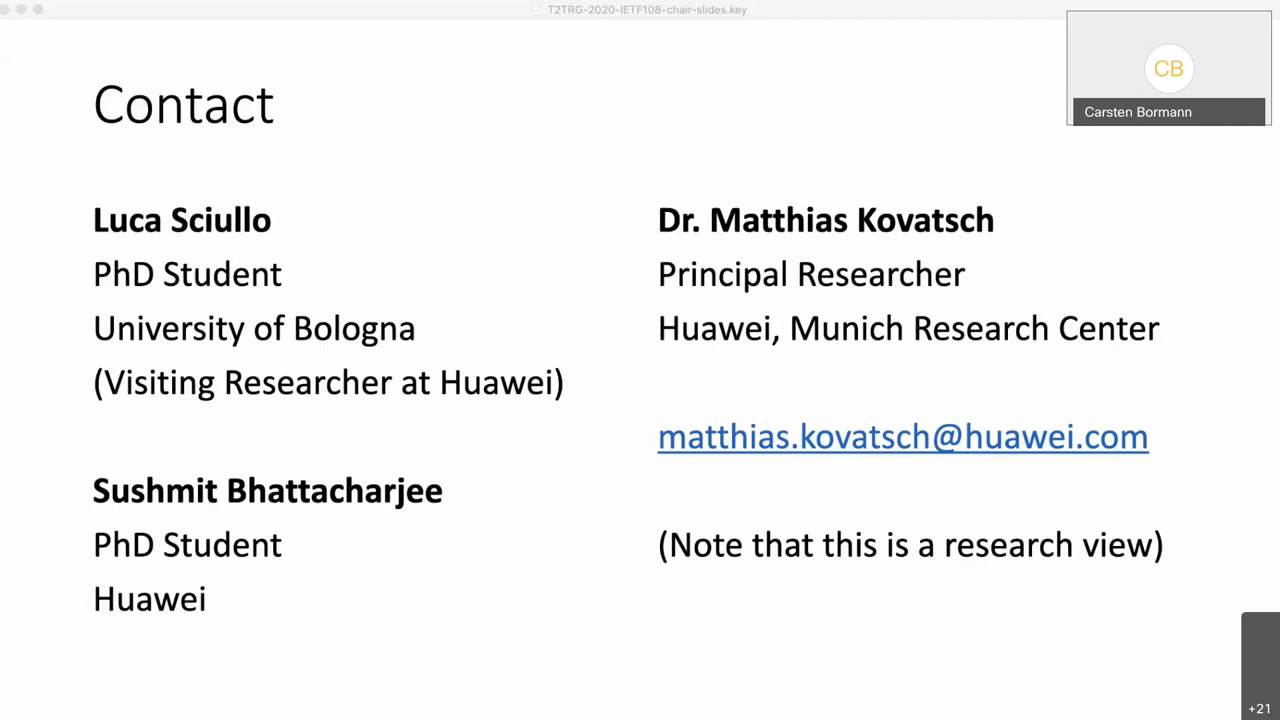 T2TRG-2020-IETF108-chair-slides.key
CB
Carsten Bormann
Contact
Luca Sciullo
PhD Student
University of Bologna
(Visiting Researcher at Huawei)
Sushmit Bhattacharjee
PhD Student
Huawei
Dr. Matthias Kovatsch
Principal Researcher
Huawei, Munich Research Center
matthias.kovatsch@huawei.com
(Note that this is a research view)
+21